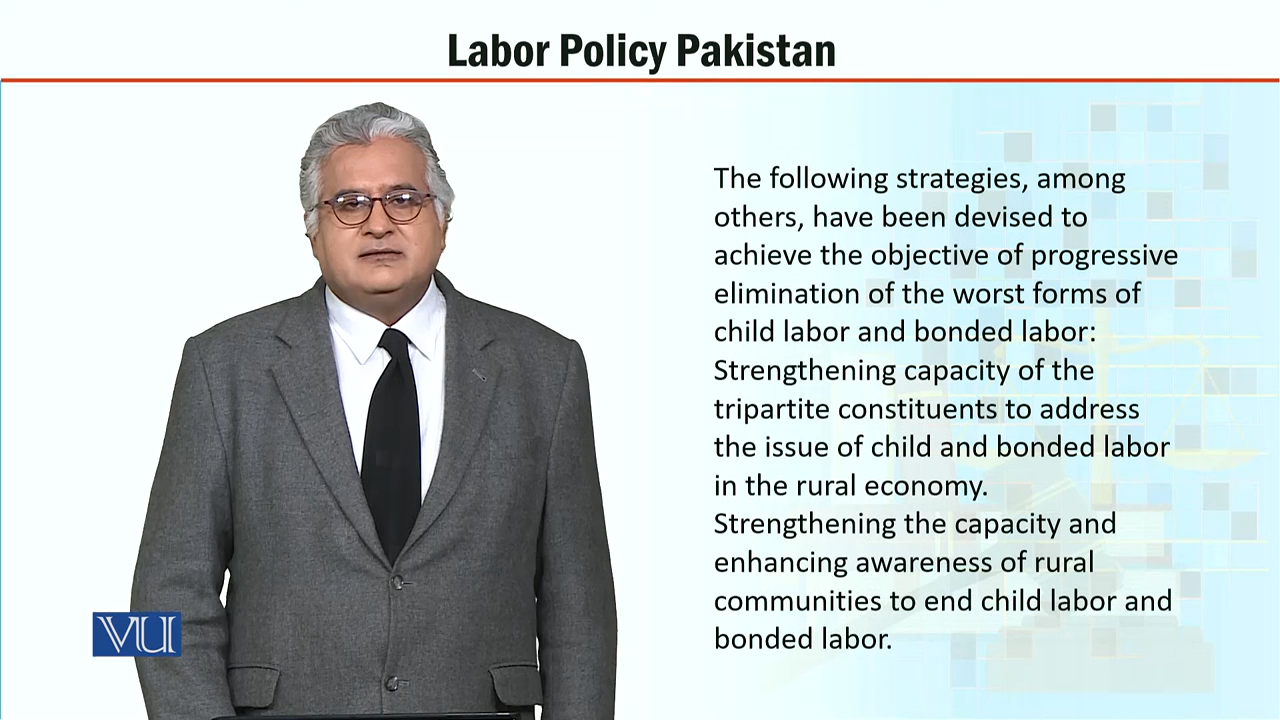 Labor Policy Pakistan
The following strategies, among
others, have been devised to
achieve the objective of progressive
elimination of the worst forms of
child labor and bonded labor:
Strengthening capacity of the
tripartite constituents to address
the issue of child and bonded labor
in the rural economy.
Strengthening the capacity and
enhancing awareness of rural
communities to end child labor and
bonded labor.
VU